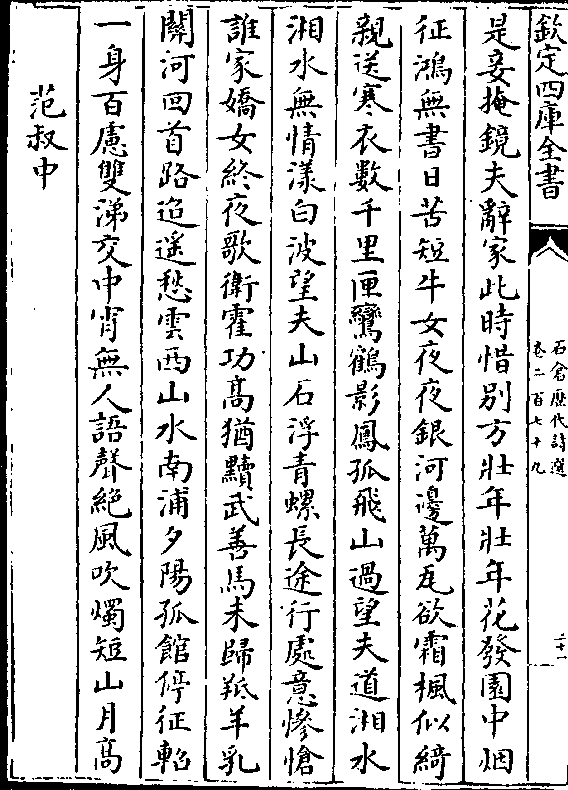 欽定四庫全書
石倉歷代詩選
卷二百七十九
二十一
是妾掩鏡夫辭家此時惜别方壯年壯年花發園中烟
征鴻無書日苦短牛女夜夜銀河邊萬瓦欲霜楓似綺
親送寒衣數千里匣鸞鶴影鳳孤飛山過望夫道湘水
湘水無情漾白波望夫山石浮青螺長途行處意慘愴
誰家嬌女終夜歌衛霍功髙猶黷武善馬未歸羝羊乳
闗河回首路迢遥愁雲西山水南浦夕陽孤館停征軺
一身百慮雙涕交中宵無人語聲絶風吹燭短山月髙
范叔中